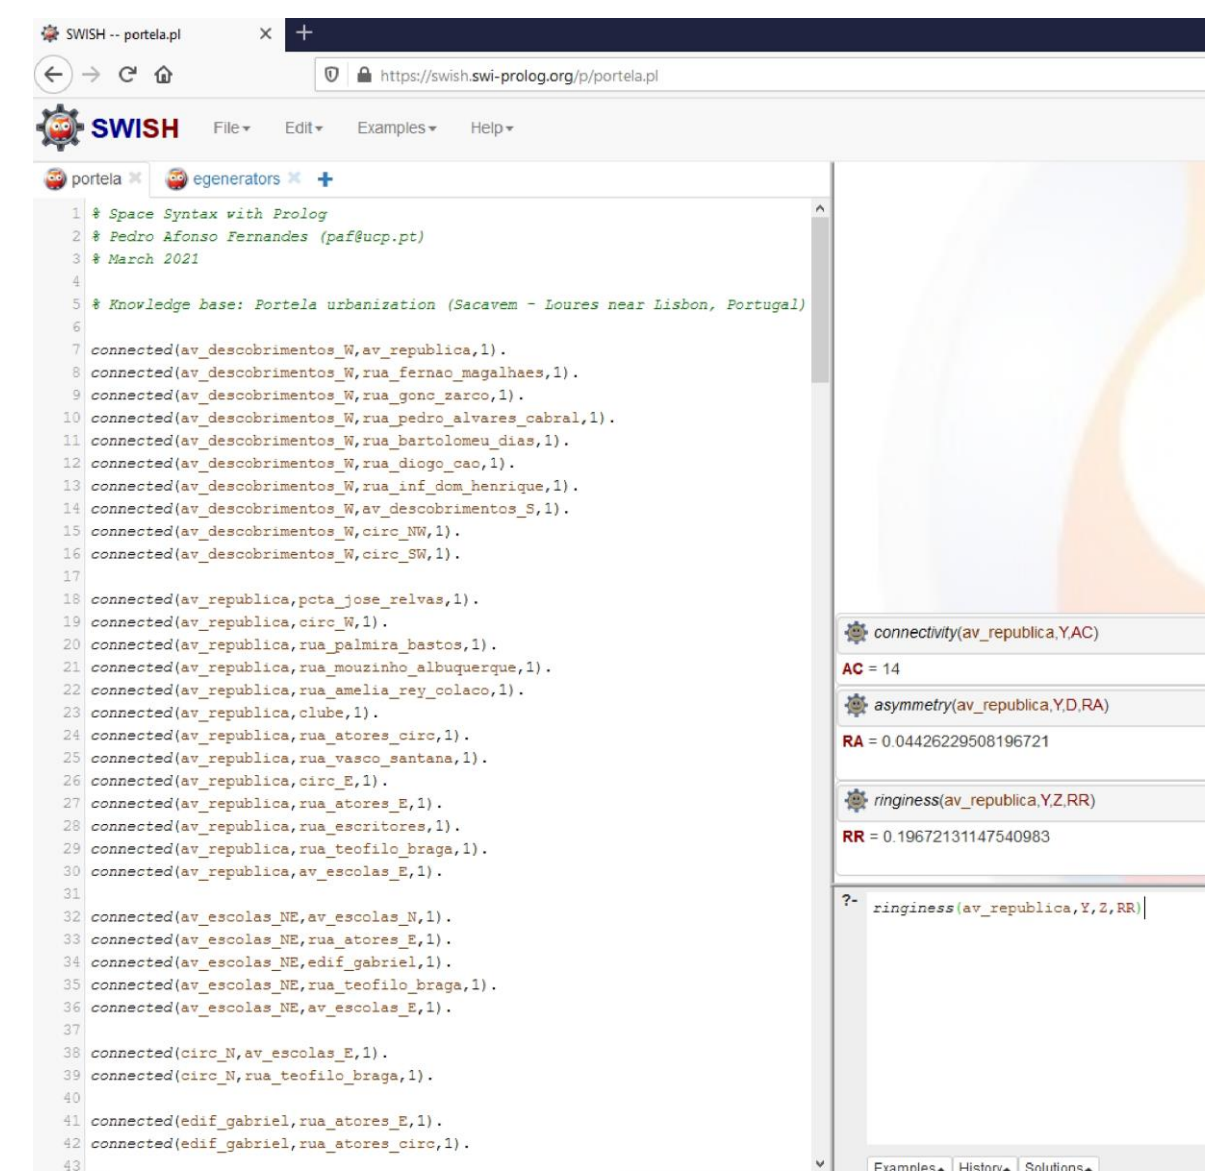 SWISH -- portela.pl
https://swish.swi-prolog.org/p/portela.pl
SWISH File Edit Examples Help
portela egenerators
1 % Space Syntax with Prolog
2 % Pedro Afonso Fernandes (paf@ucp.pt)
3 % March 2021
4
5 % Knowledge base: Portela urbanization (Sacavem - Loures near Lisbon, Portugal)
6
7 connected(av_descobrimentos_W,av_republica,1).
8 connected(av_descobrimentos_W,rua_fernao_magalhaes,1).
9 connected(av_descobrimentos_W,rua_gonc_zarco,1).
10 connected(av_descobrimentos_W,rua_pedro_alvares_cabral,1).
11 connected(av_descobrimentos_W,rua_bartolomeu_dias,1).
12 connected(av_descobrimentos_W,rua_diogo_cao,1).
13 connected(av_descobrimentos_W,rua_inf_dom_henrique,1).
14 connected(av_descobrimentos_W,av_descobrimentos_S,1).
15 connected(av_descobrimentos_W,circ_NW,1).
16 connected(av_descobrimentos_W,circ_SW,1).
17
18 connected(av_republica,pcta_jose_relvas,1).
19 connected(av_republica,circ_W,1).
20 connected(av_republica,rua_palmira_bastos,1).
21 connected(av_republica,rua_mouzinho_albuquerque,1).
22 connected(av_republica,rua_amelia_rey_colaco,1).
23 connected(av_republica,clube,1).
24 connected(av_republica,rua_atores_circ,1).
25 connected(av_republica,rua_vasco_santana,1).
26 connected(av_republica,circ_E,1).
27 connected(av_republica,rua_atores_E,1).
28 connected(av_republica,rua_escritores,1).
29 connected(av_republica,rua_teofilo_braga,1).
30 connected(av_republica,av_escolas_E,1).
31
32 connected(av_escolas_NE,av_escolas_N,1).
33 connected(av_escolas_NE,rua_atores_E,1).
34 connected(av_escolas_NE,edif_gabriel,1).
35 connected(av_escolas_NE,rua_teofilo_braga,1).
36 connected(av_escolas_NE,av_escolas_E,1).
37
38 connected(circ_N,av_escolas_E,1).
39 connected(circ_N,rua_teofilo_braga,1).
40
41 connected(edif_gabriel,rua_atores_E,1).
42 connected(edif_gabriel,rua_atores_circ,1).
43
connectivity(av_republica,Y,AC)
AC = 14
asymmetry(av_republica,Y,D,RA)
RA = 0.04426229508196721
ringiness(av_republica,Y,Z,RR)
RR = 0.19672131147540983
?- ringiness(av_republica,Y,Z,RR)
Examples History Solutions